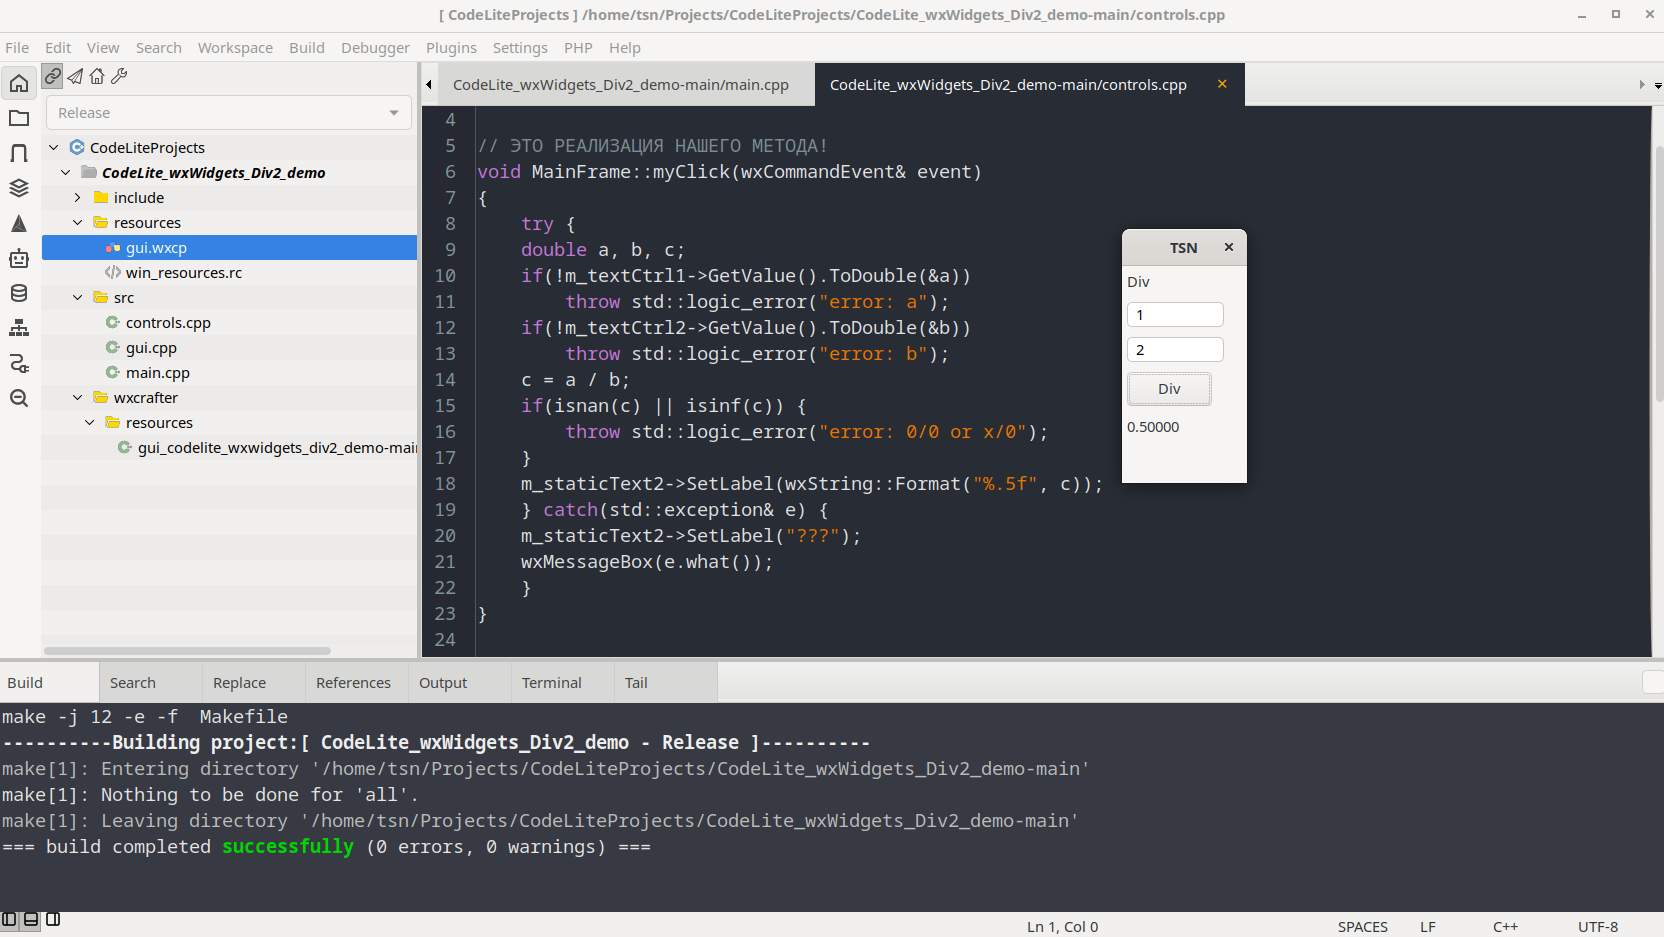 [ CodeLiteProjects ] /home/tsn/Projects/CodeLiteProjects/CodeLite_wxWidgets_Div2_demo-main/controls.cpp
File Edit View Search Workspace Build Debugger Plugins Settings PHP Help
Release
CodeLiteProjects
CodeLite_wxWidgets_Div2_demo
include
resources
gui.wxcp
win_resources.rc
src
controls.cpp
gui.cpp
main.cpp
wxcrafter
resources
gui_codelite_wxwidgets_div2_demo-mai
CodeLite_wxWidgets_Div2_demo-main/main.cpp
CodeLite_wxWidgets_Div2_demo-main/controls.cpp
4
5 // ЭТО РЕАЛИЗАЦИЯ НАШЕГО МЕТОДА!
6 void MainFrame::myClick(wxCommandEvent& event)
7 {
8     try {
9     double a, b, c;
10     if(!m_textCtrl1->GetValue().ToDouble(&a))
11         throw std::logic_error("error: a");
12     if(!m_textCtrl2->GetValue().ToDouble(&b))
13         throw std::logic_error("error: b");
14     c = a / b;
15     if(isnan(c) || isinf(c)) {
16         throw std::logic_error("error: 0/0 or x/0");
17     }
18     m_staticText2->SetLabel(wxString::Format("%.5f", c));
19     } catch(std::exception& e) {
20     m_staticText2->SetLabel("???");
21     wxMessageBox(e.what());
22     }
23 }
24
TSN
Div
1
2
Div
0.50000
Build Search Replace References Output Terminal Tail
make -j 12 -e -f  Makefile
----------Building project:[ CodeLite_wxWidgets_Div2_demo - Release ]----------
make[1]: Entering directory '/home/tsn/Projects/CodeLiteProjects/CodeLite_wxWidgets_Div2_demo-main'
make[1]: Nothing to be done for 'all'.
make[1]: Leaving directory '/home/tsn/Projects/CodeLiteProjects/CodeLite_wxWidgets_Div2_demo-main'
=== build completed successfully (0 errors, 0 warnings) ===
Ln 1, Col 0 SPACES LF C++ UTF-8